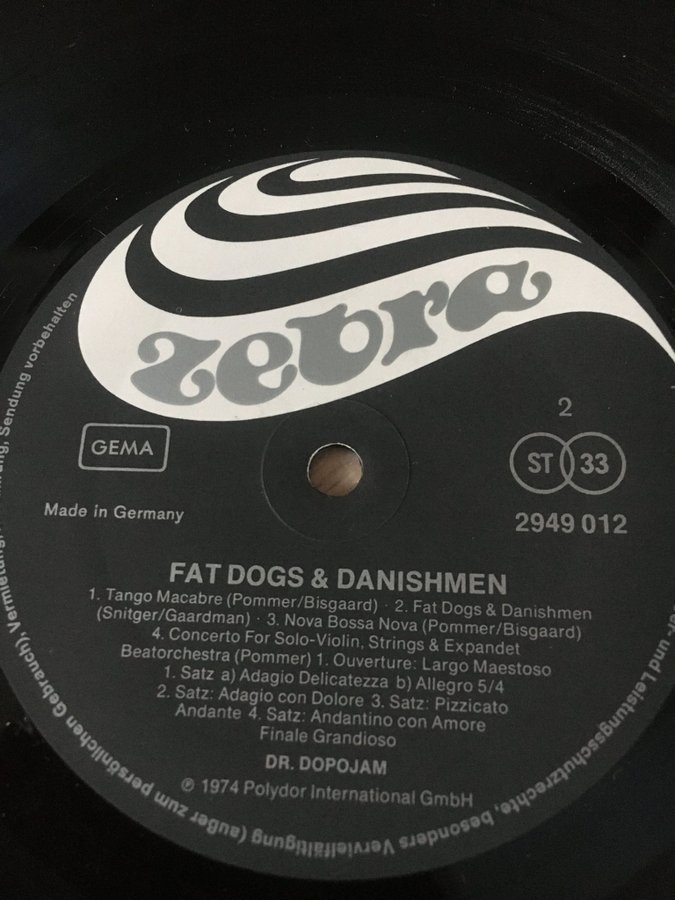 zebra
GEMA
Made in Germany
2
ST 33
2949 012
FAT DOGS & DANISHMEN
1. Tango Macabre (Pommer/Bisgaard) · 2. Fat Dogs & Danishmen
(Snitger/Gaardman) · 3. Nova Bossa Nova (Pommer/Bisgaard)
4. Concerto For Solo-Violin, Strings & Expandet
Beatorchestra (Pommer) 1. Ouverture: Largo Maestoso
1. Satz a) Adagio Delicatezza b) Allegro 5/4
2. Satz: Adagio con Dolore 3. Satz: Pizzicato
Andante 4. Satz: Andantino con Amore
Finale Grandioso
DR. DOPOJAM
℗ 1974 Polydor International GmbH
und Leistungsschutzrechte, besonders Vervielfältigung (außer zum persönlichen Gebrauch), Vermietung, Sendung vorbehalten